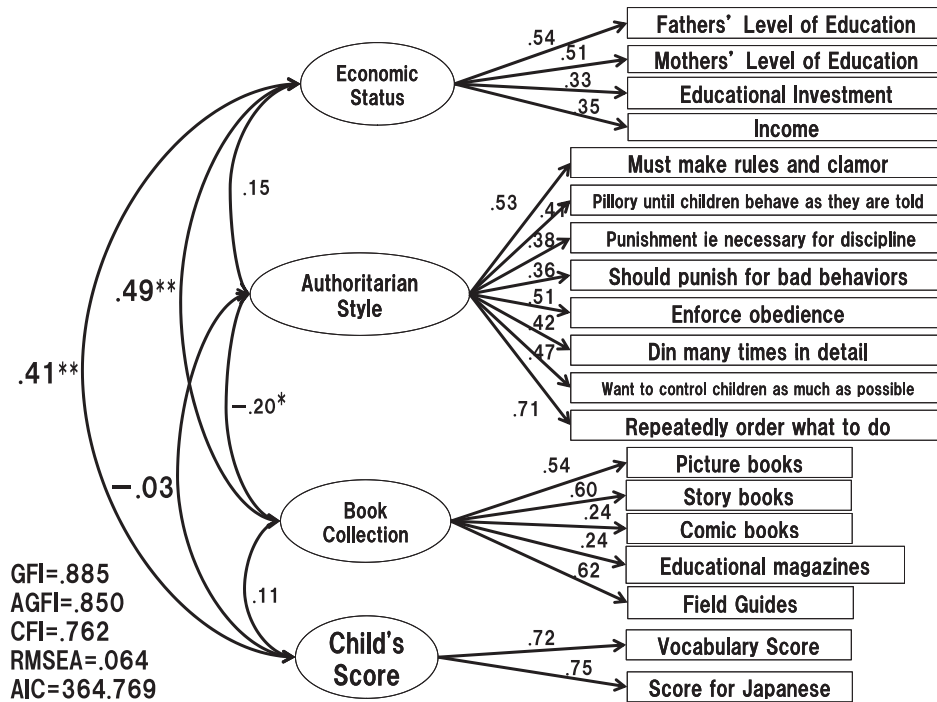 Economic
Status
.54
.51
.33
.35
Fathers' Level of Education
Mothers' Level of Education
Educational Investment
Income
.15
.49**
.41**
Authoritarian
Style
.53
.41
.38
.36
.51
.42
.47
.71
Must make rules and clamor
Pillory until children behave as they are told
Punishment ie necessary for discipline
Should punish for bad behaviors
Enforce obedience
Din many times in detail
Want to control children as much as possible
Repeatedly order what to do
−.20*
−.03
Book
Collection
.54
.60
.24
.24
.62
Picture books
Story books
Comic books
Educational magazines
Field Guides
.11
Child's
Score
.72
.75
Vocabulary Score
Score for Japanese
GFI=.885
AGFI=.850
CFI=.762
RMSEA=.064
AIC=364.769